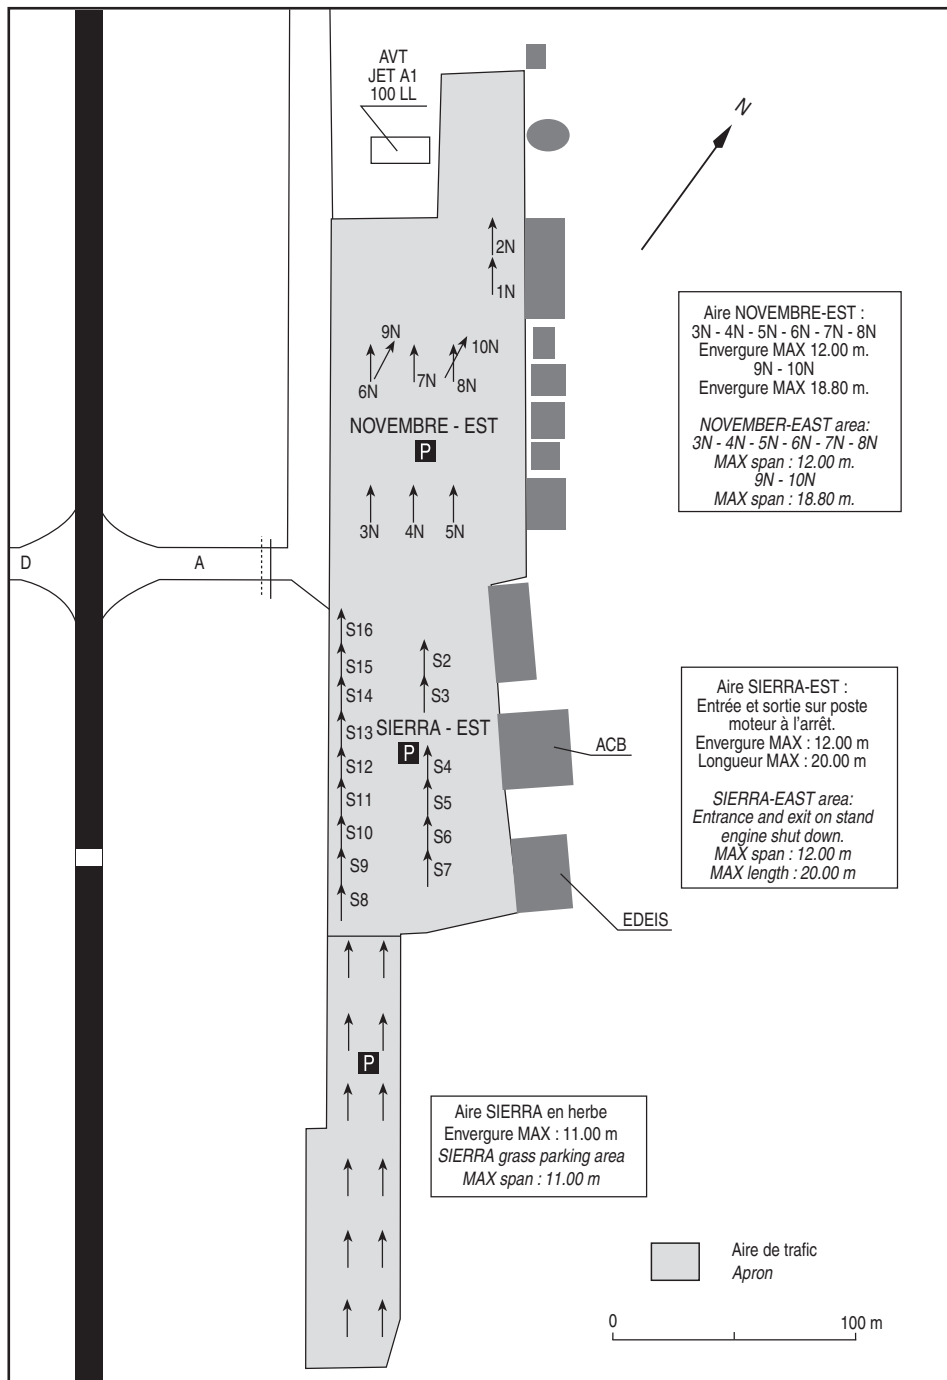 AVT
JET A1
100 LL
N
2N
1N
9N
10N
6N
7N
8N
NOVEMBRE - EST
P
3N
4N
5N
Aire NOVEMBRE-EST :
3N - 4N - 5N - 6N - 7N - 8N
Envergure MAX 12.00 m.
9N - 10N
Envergure MAX 18.80 m.
NOVEMBER-EAST area:
3N - 4N - 5N - 6N - 7N - 8N
MAX span : 12.00 m.
9N - 10N
MAX span : 18.80 m.
D
A
S16
S15
S14
S13
S12
S11
S10
S9
S8
S2
S3
SIERRA - EST
P
S4
S5
S6
S7
ACB
EDEIS
Aire SIERRA-EST :
Entrée et sortie sur poste
moteur à l'arrêt.
Envergure MAX : 12.00 m
Longueur MAX : 20.00 m
SIERRA-EAST area:
Entrance and exit on stand
engine shut down.
MAX span : 12.00 m
MAX length : 20.00 m
P
Aire SIERRA en herbe
Envergure MAX : 11.00 m
SIERRA grass parking area
MAX span : 11.00 m
Aire de trafic
Apron
0
100 m